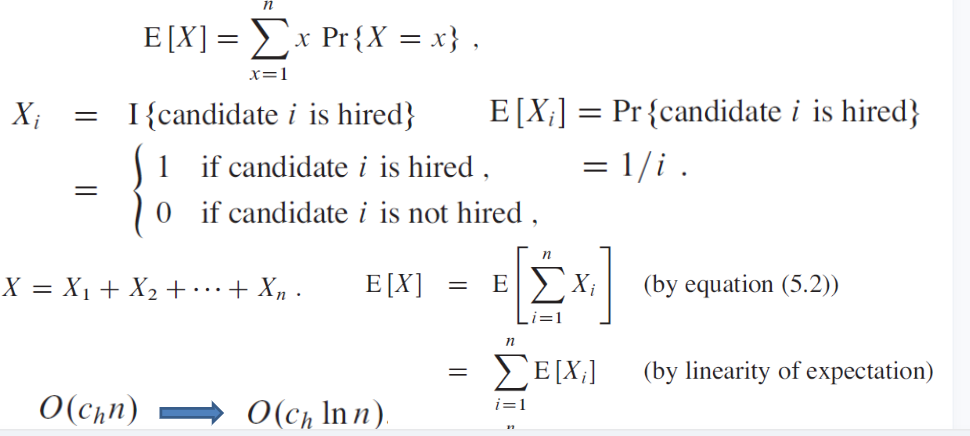 E[X] = ∑_{x=1}^{n} x Pr{X = x} ,
X_i = I{candidate i is hired} E[X_i] = Pr{candidate i is hired}
= { 1 if candidate i is hired , = 1/i .
0 if candidate i is not hired ,
X = X_1 + X_2 + ··· + X_n . E[X] = E[∑_{i=1}^{n} X_i] (by equation (5.2))
= ∑_{i=1}^{n} E[X_i] (by linearity of expectation)
O(c_h n) O(c_h ln n)